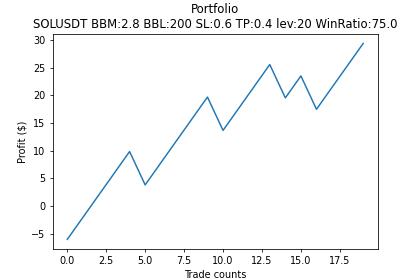 Portfolio
SOLUSDT BBM:2.8 BBL:200 SL:0.6 TP:0.4 lev:20 WinRatio:75.0
30
25
20
15
10
5
0
−5
Profit ($)
0.0 2.5 5.0 7.5 10.0 12.5 15.0 17.5
Trade counts